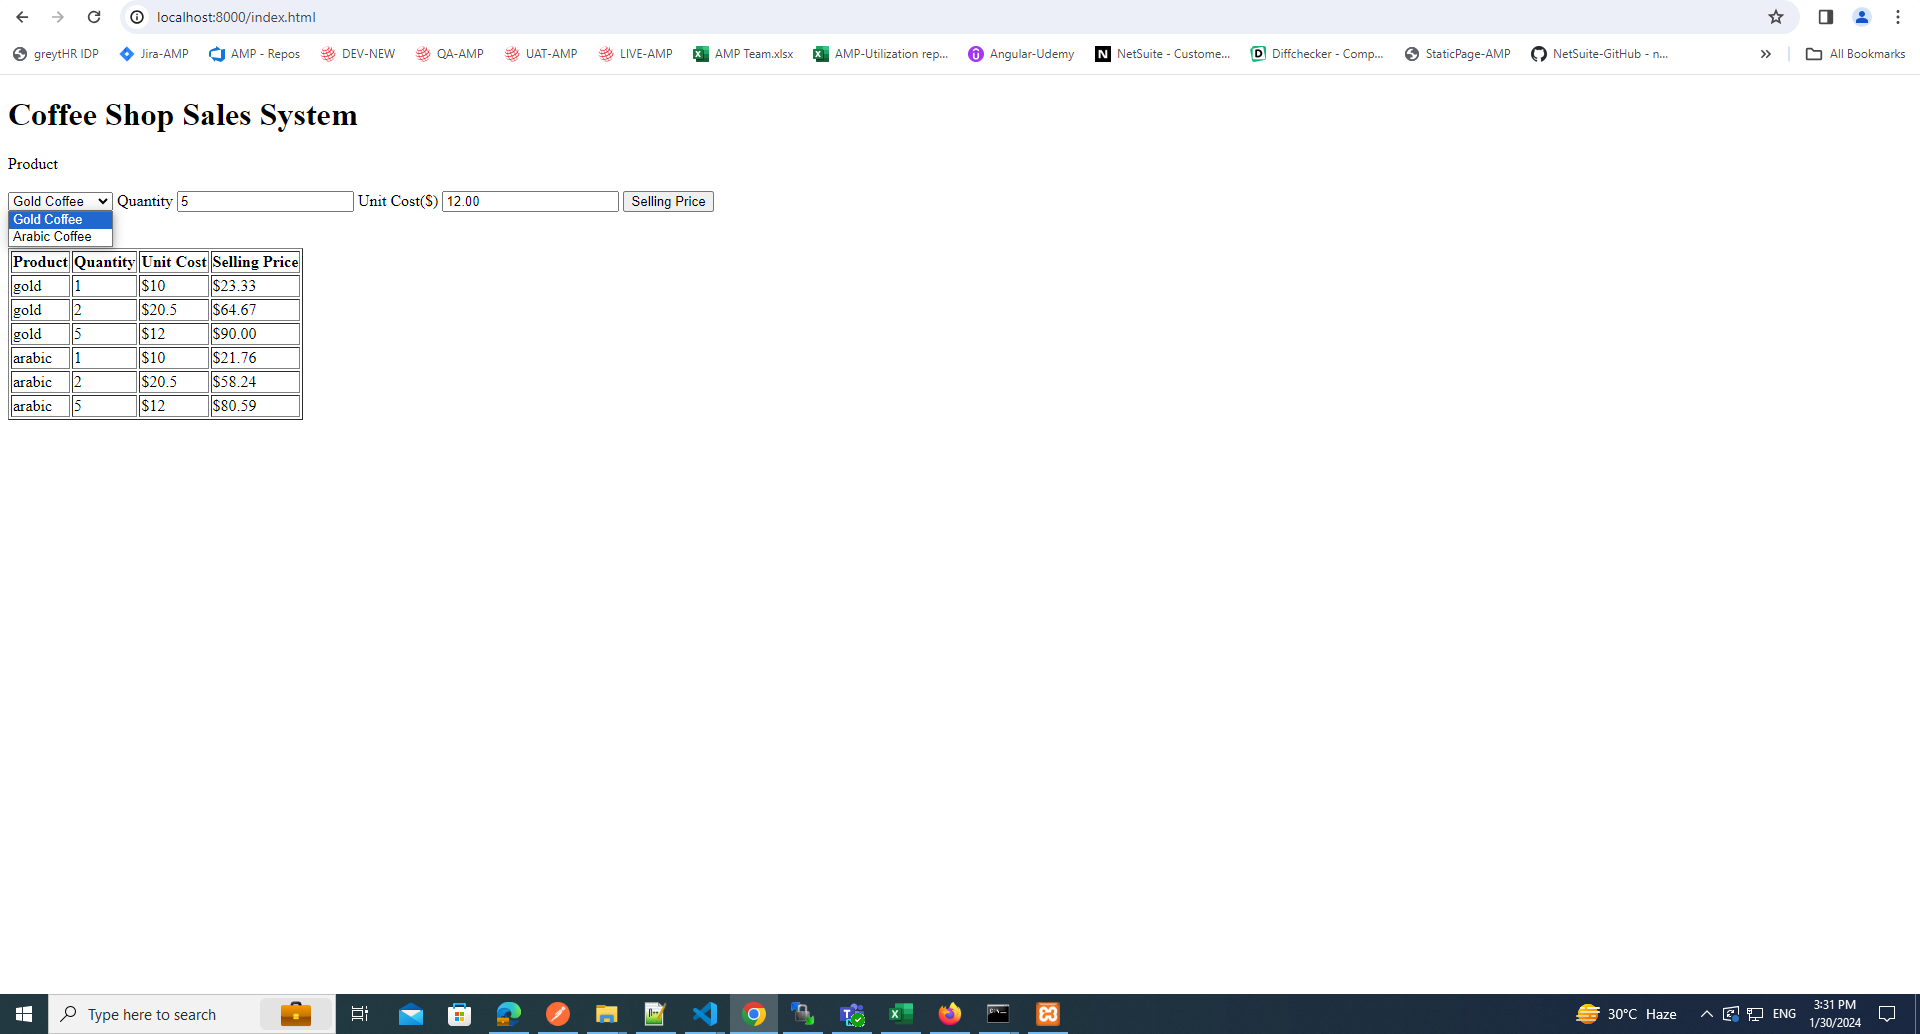 localhost:8000/index.html
greytHR IDP Jira-AMP AMP - Repos DEV-NEW QA-AMP UAT-AMP LIVE-AMP AMP Team.xlsx AMP-Utilization rep... Angular-Udemy NetSuite - Custome... Diffchecker - Comp... StaticPage-AMP NetSuite-GitHub - n... » All Bookmarks
Coffee Shop Sales System
Product
Gold Coffee Quantity 5 Unit Cost($) 12.00 Selling Price
Gold Coffee
Arabic Coffee
Product Quantity Unit Cost Selling Price
gold 1 $10 $23.33
gold 2 $20.5 $64.67
gold 5 $12 $90.00
arabic 1 $10 $21.76
arabic 2 $20.5 $58.24
arabic 5 $12 $80.59
Type here to search 30°C Haze ENG 3:31 PM
1/30/2024